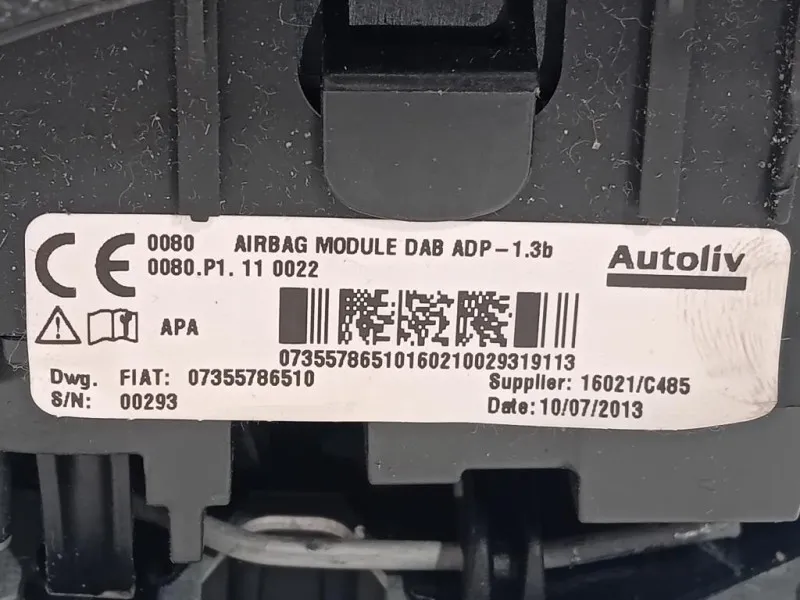 CE 0080 AIRBAG MODULE DAB ADP-1.3b
0080.P1. 11 0022
Autoliv
APA
07355786510160210029319113
Dwg. FIAT: 07355786510
S/N: 00293
Supplier: 16021/C485
Date: 10/07/2013